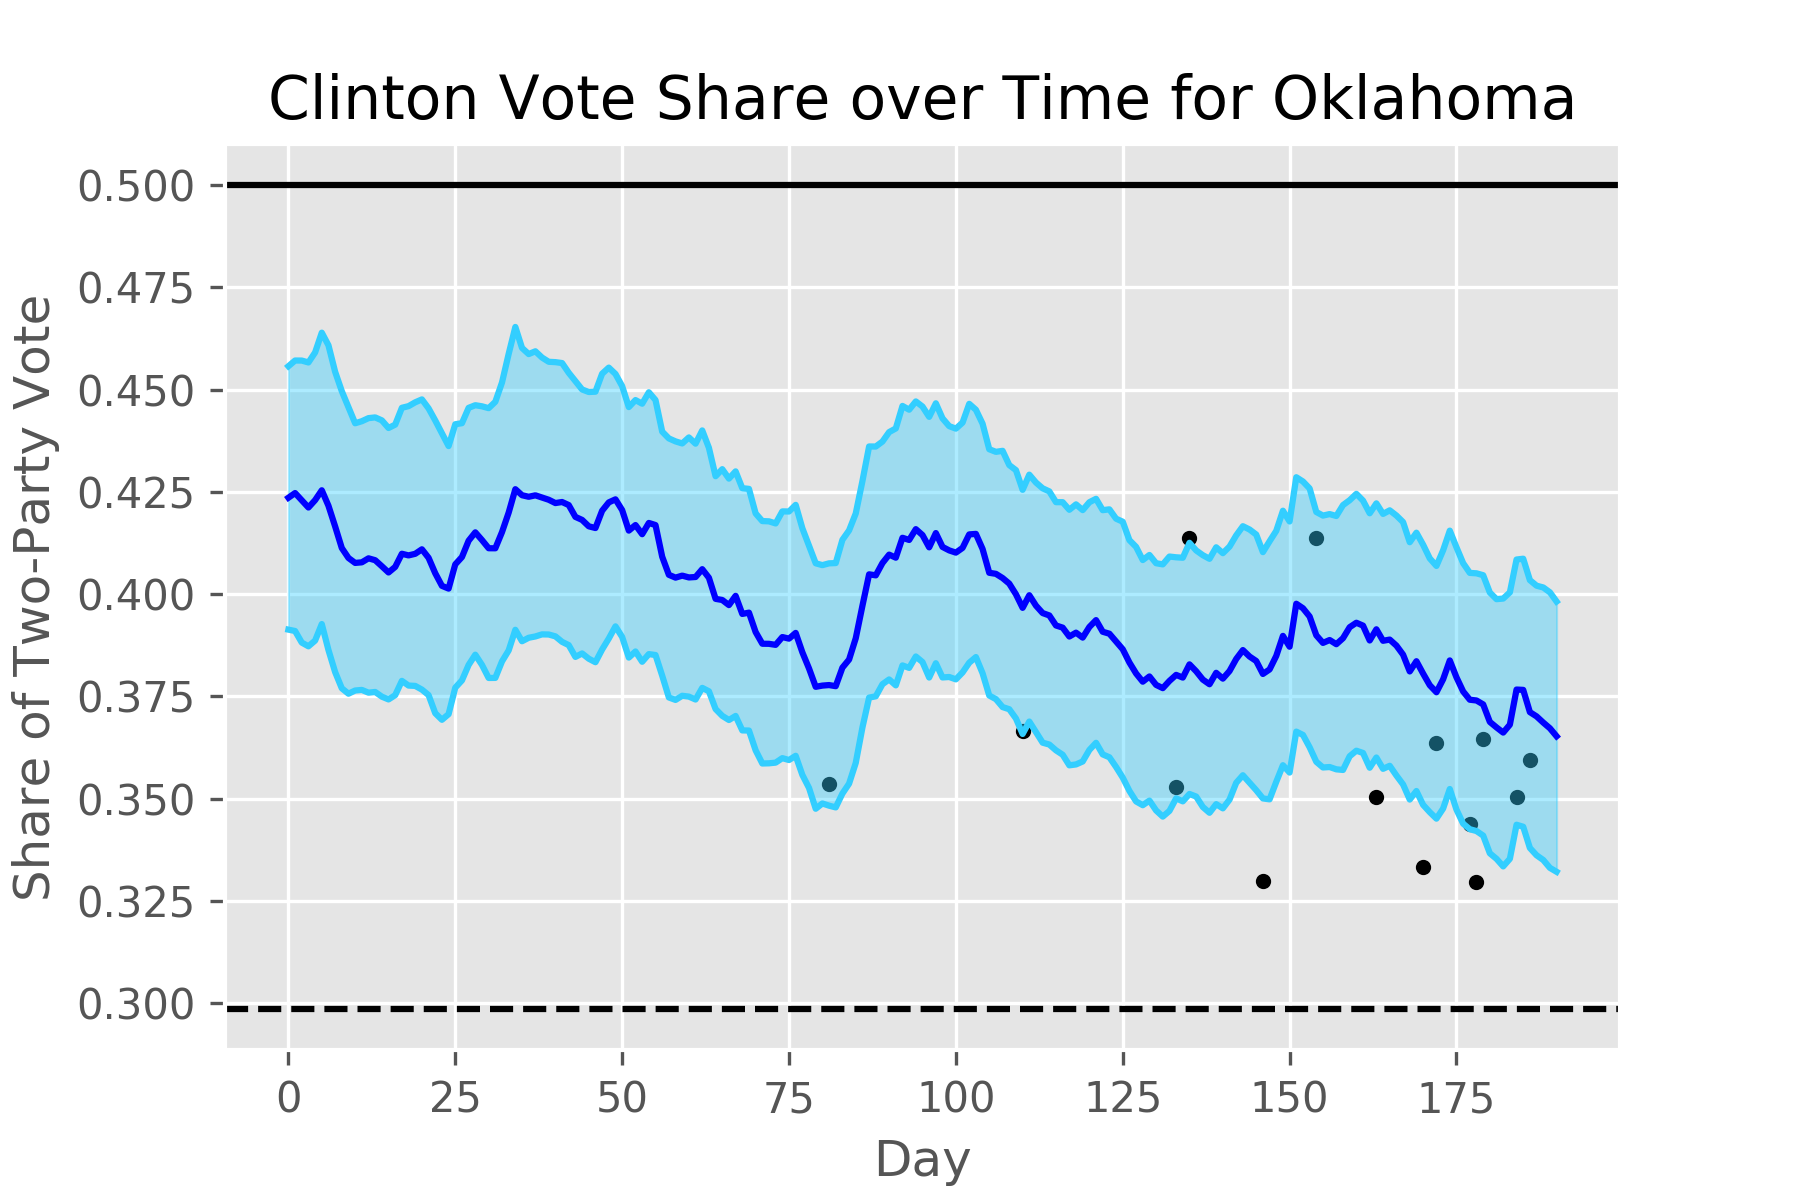 Clinton Vote Share over Time for Oklahoma
Share of Two-Party Vote
0.500
0.475
0.450
0.425
0.400
0.375
0.350
0.325
0.300
0 25 50 75 100 125 150 175
Day